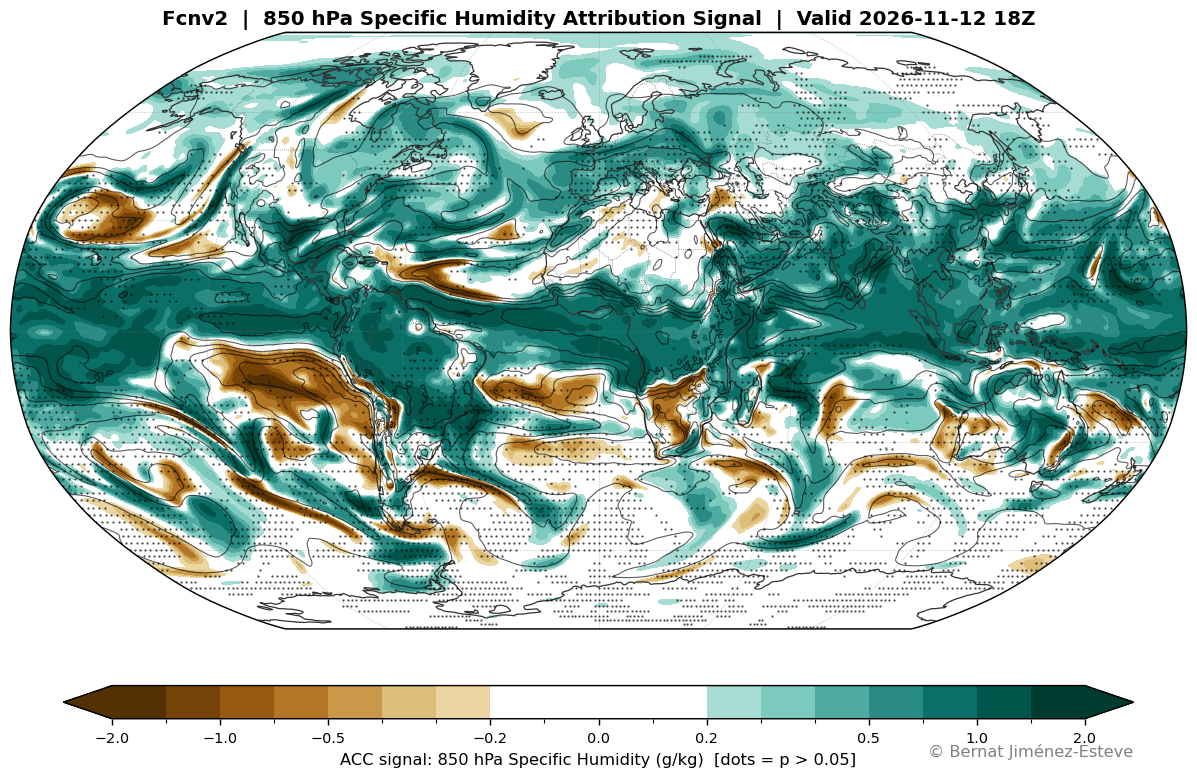 Fcnv2 | 850 hPa Specific Humidity Attribution Signal | Valid 2026-11-12 18Z
−2.0 −1.0 −0.5 −0.2 0.0 0.2 0.5 1.0 2.0
ACC signal: 850 hPa Specific Humidity (g/kg) [dots = p > 0.05]
© Bernat Jiménez-Esteve